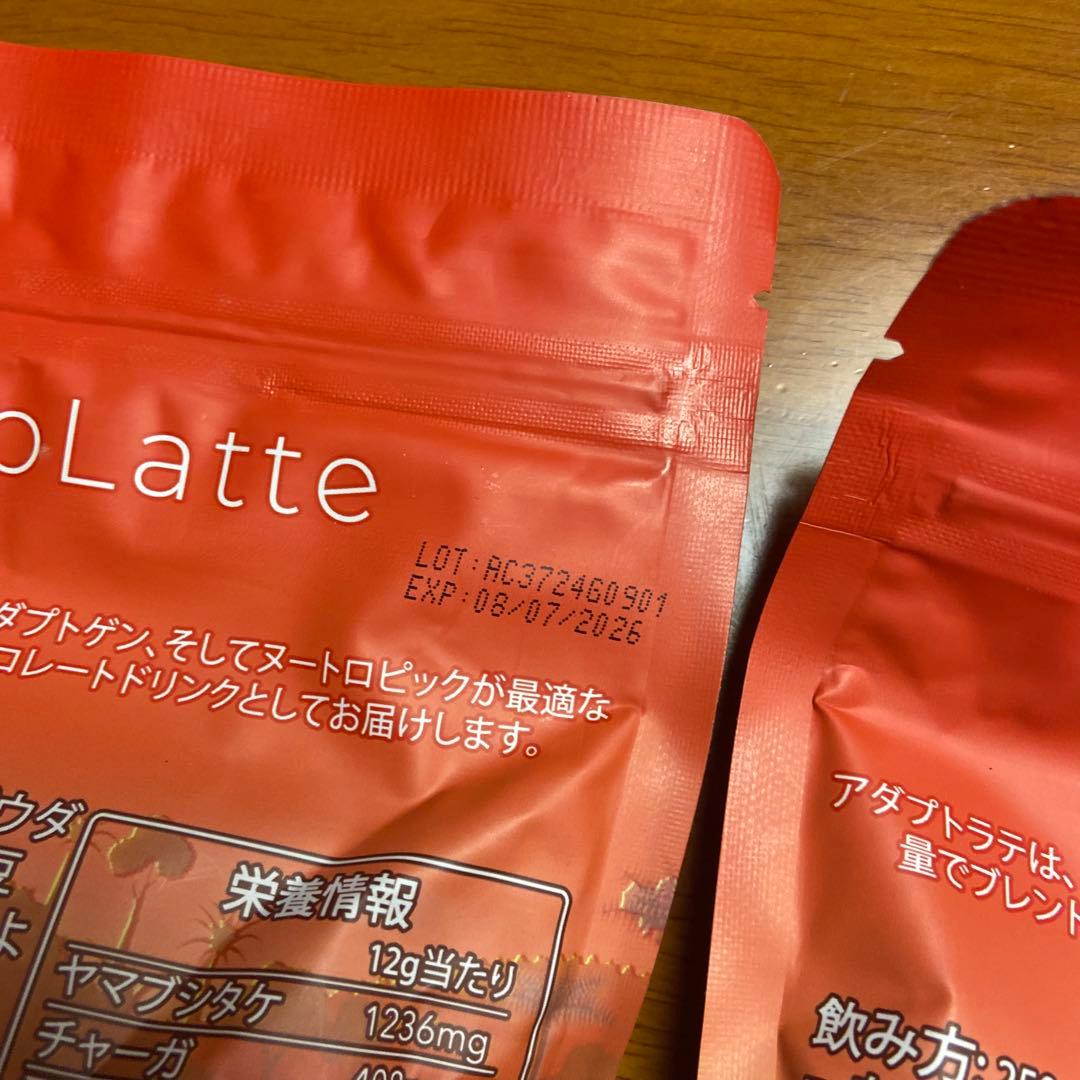 oLatte
LOT:AC372460901
EXP:08/07/2026
ダプトゲン、そしてヌートロピックが最適な
コレートドリンクとしてお届けします。
ウダ
豆
よ
栄養情報
12g当たり
ヤマブシタケ 1236mg
チャーガ
アダプトラテは、
量でブレンド
飲み方: